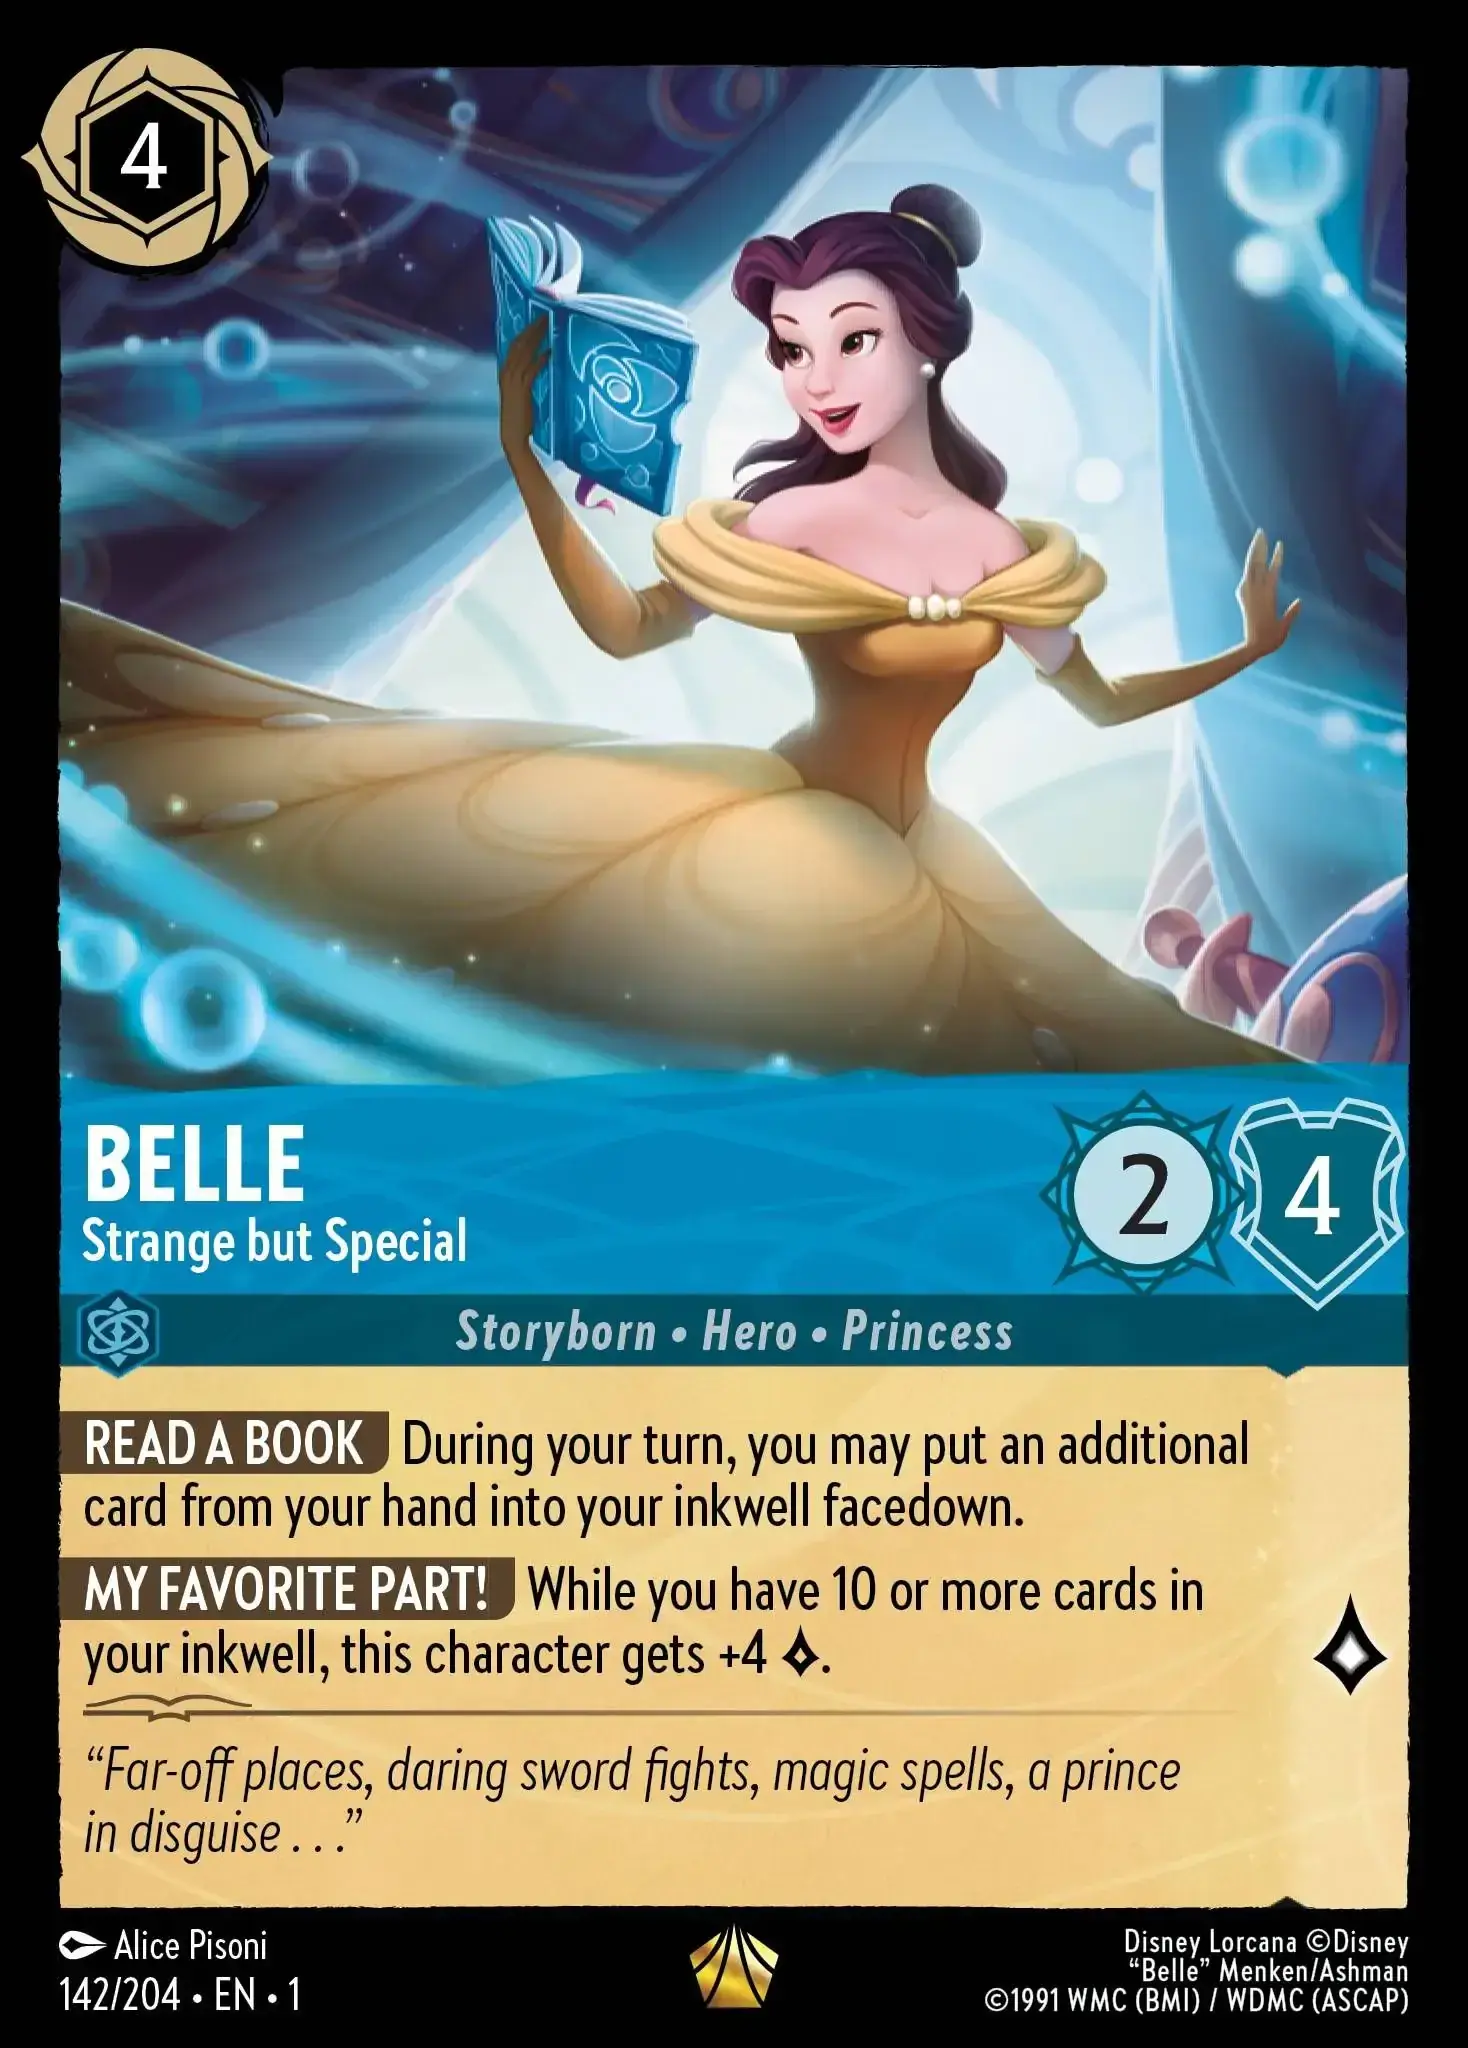 4
BELLE
Strange but Special
2
4
Storyborn • Hero • Princess
READ A BOOK During your turn, you may put an additional
card from your hand into your inkwell facedown.
MY FAVORITE PART! While you have 10 or more cards in
your inkwell, this character gets +4 .
“Far-off places, daring sword fights, magic spells, a prince
in disguise . . .”
Alice Pisoni
142/204 • EN • 1
Disney Lorcana ©Disney
“Belle” Menken/Ashman
©1991 WMC (BMI) / WDMC (ASCAP)